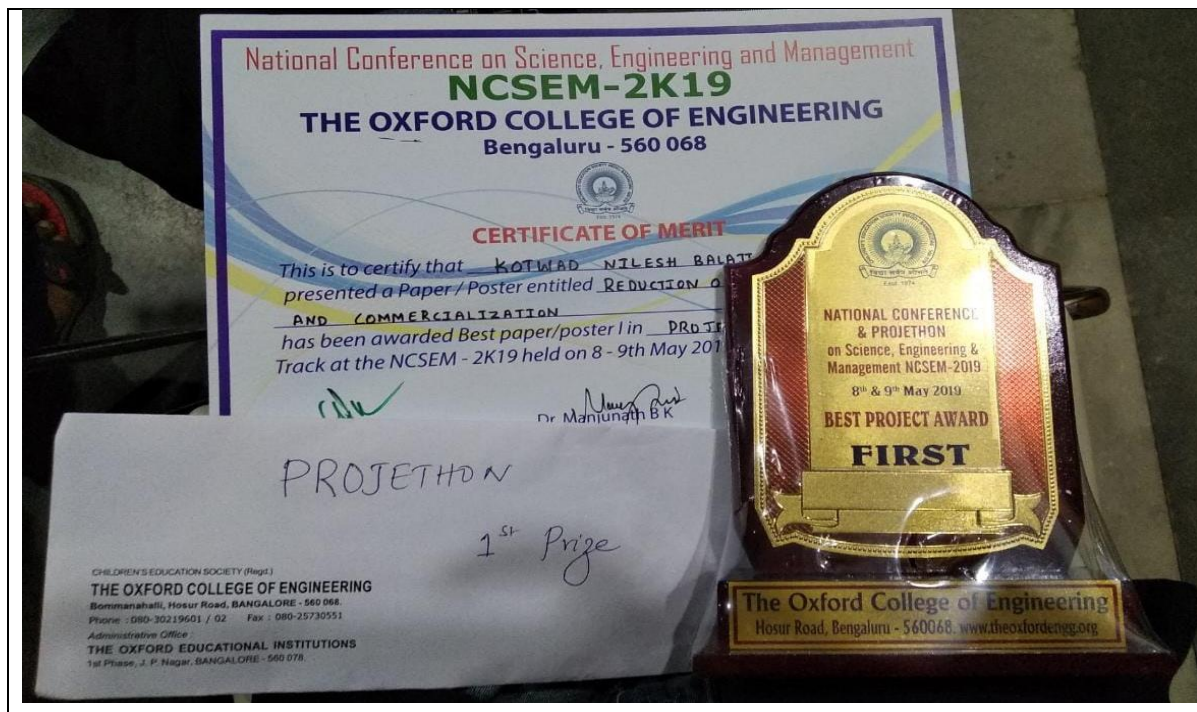 National Conference on Science, Engineering and Management
NCSEM-2K19
THE OXFORD COLLEGE OF ENGINEERING
Bengaluru - 560 068
CERTIFICATE OF MERIT
This is to certify that KOTWAD NILESH BALAJI
presented a Paper / Poster entitled REDUCTION O
AND COMMERCIALIZATION
has been awarded Best paper/poster I in PROJE
Track at the NCSEM - 2K19 held on 8 - 9th May 201
Dr Manjunath B K
PROJETHON
1st Prize
CHILDREN'S EDUCATION SOCIETY (Regd.)
THE OXFORD COLLEGE OF ENGINEERING
Bommanahalli, Hosur Road, BANGALORE - 560 068.
Phone : 080-30219601 / 02 Fax : 080-25730551
Administrative Office :
THE OXFORD EDUCATIONAL INSTITUTIONS
1st Phase, J. P. Nagar, BANGALORE - 560 078.
NATIONAL CONFERENCE
& PROJETHON
on Science, Engineering &
Management NCSEM-2019
8th & 9th May 2019
BEST PROJECT AWARD
FIRST
The Oxford College of Engineering
Hosur Road, Bengaluru - 560068. www.theoxfordengg.org